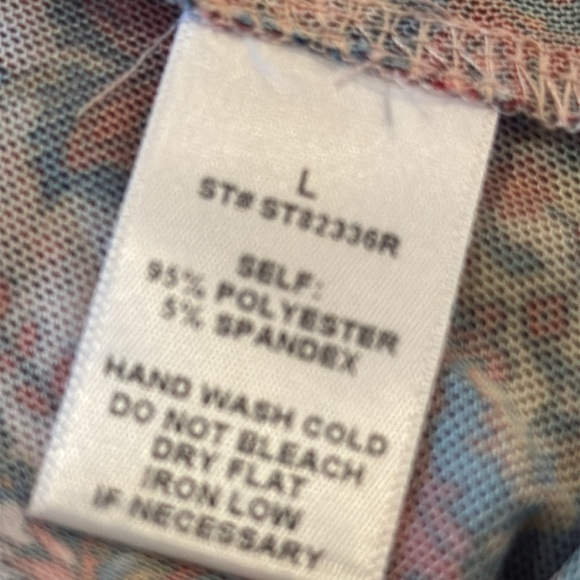 L
ST# ST82336R
SELF:
95% POLYESTER
5% SPANDEX
HAND WASH COLD
DO NOT BLEACH
DRY FLAT
IRON LOW
IF NECESSARY